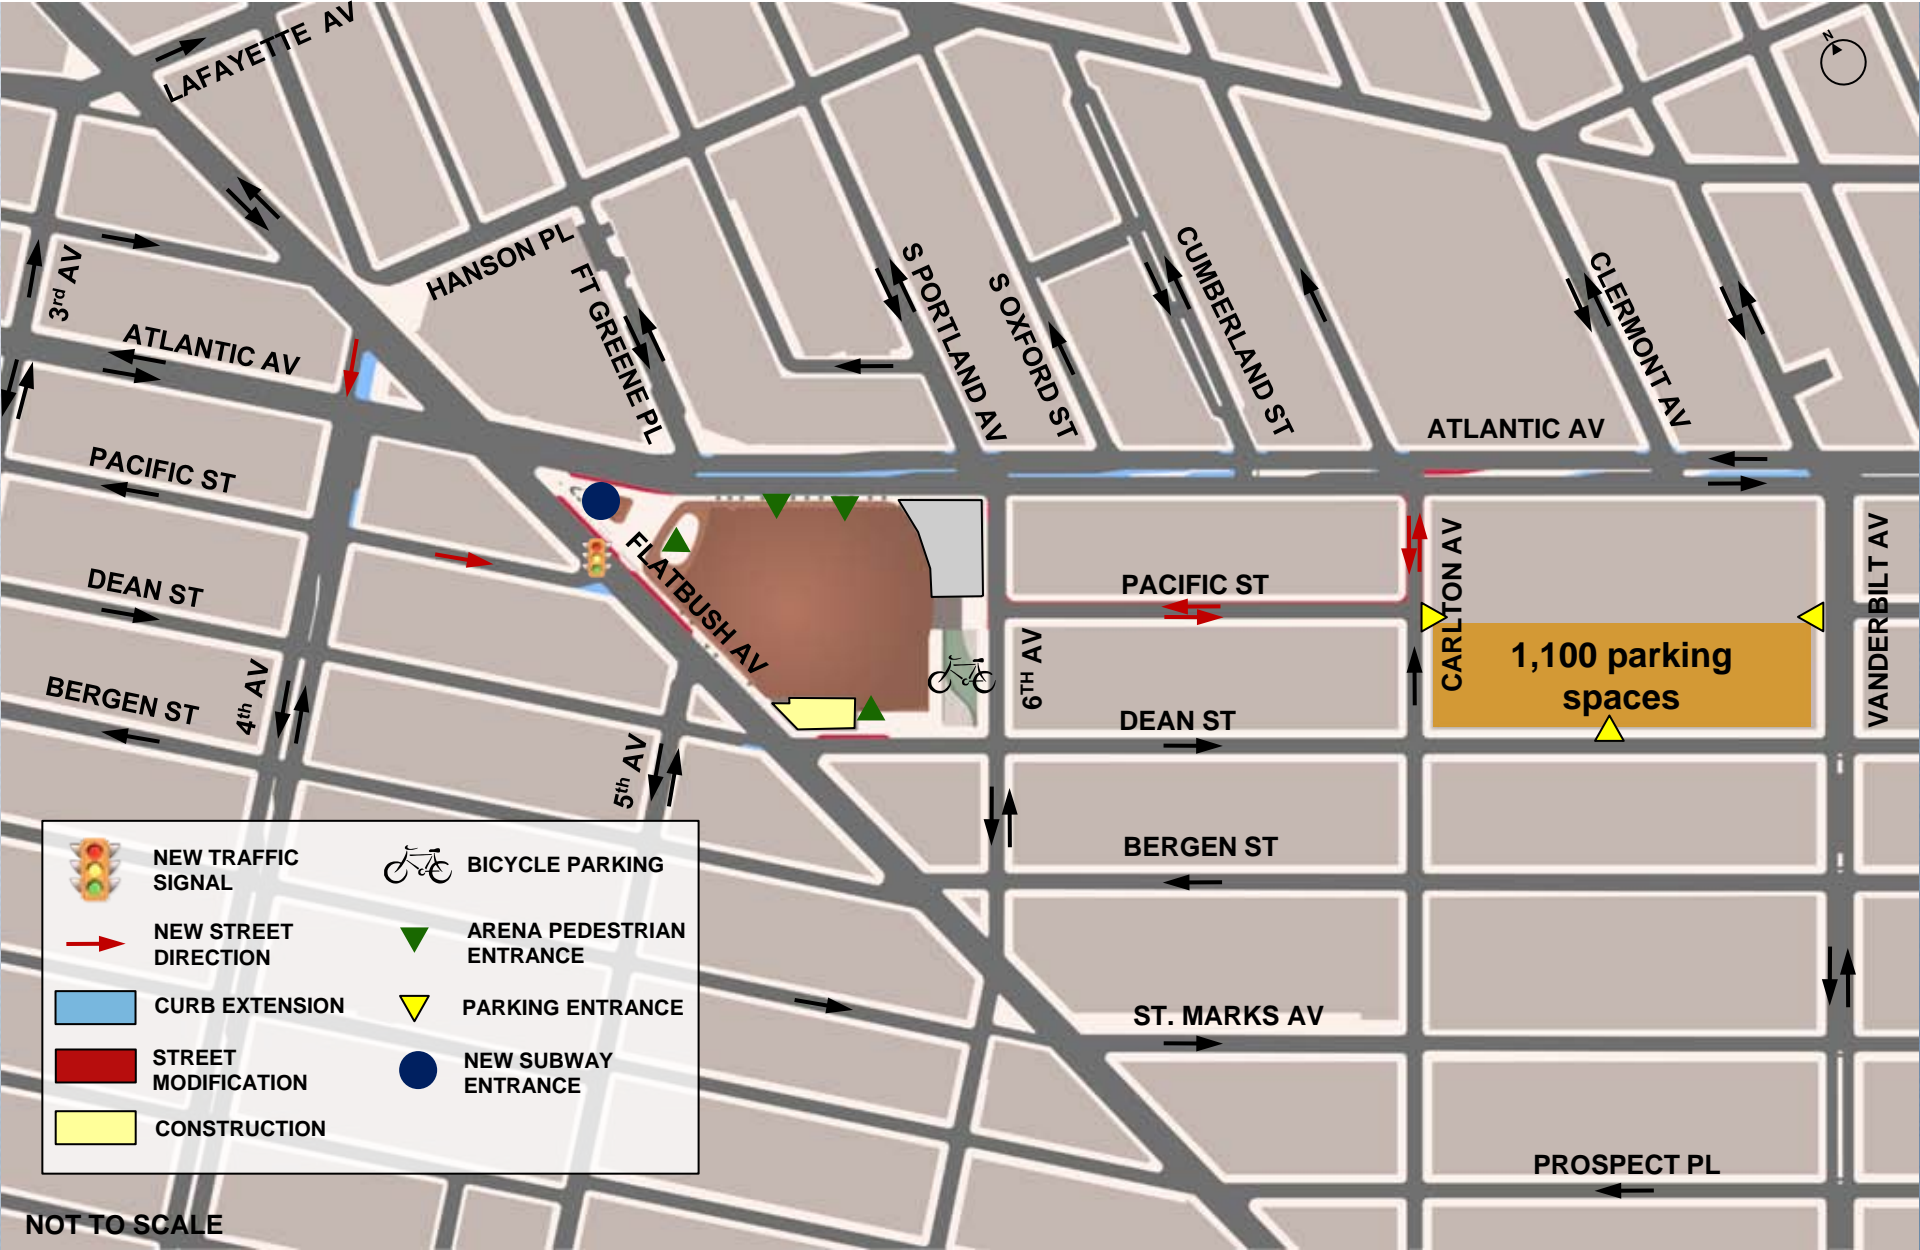 LAFAYETTE AV
N
HANSON PL
FT GREENE PL
S PORTLAND AV
S OXFORD ST
CUMBERLAND ST
CLERMONT AV
3rd AV
ATLANTIC AV
ATLANTIC AV
PACIFIC ST
DEAN ST
BERGEN ST
4th AV
5th AV
FLATBUSH AV
6TH AV
PACIFIC ST
CARLTON AV
VANDERBILT AV
1,100 parking
spaces
DEAN ST
BERGEN ST
ST. MARKS AV
PROSPECT PL
NEW TRAFFIC
SIGNAL
NEW STREET
DIRECTION
CURB EXTENSION
STREET
MODIFICATION
CONSTRUCTION
BICYCLE PARKING
ARENA PEDESTRIAN
ENTRANCE
PARKING ENTRANCE
NEW SUBWAY
ENTRANCE
NOT TO SCALE